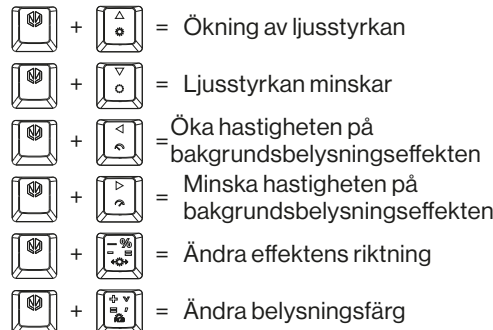 + = Ökning av ljusstyrkan
+ = Ljusstyrkan minskar
+ = Öka hastigheten på
bakgrundsbelysningseffekten
+ = Minska hastigheten på
bakgrundsbelysningseffekten
+ — % - = = Ändra effektens riktning
+ = Ändra belysningsfärg